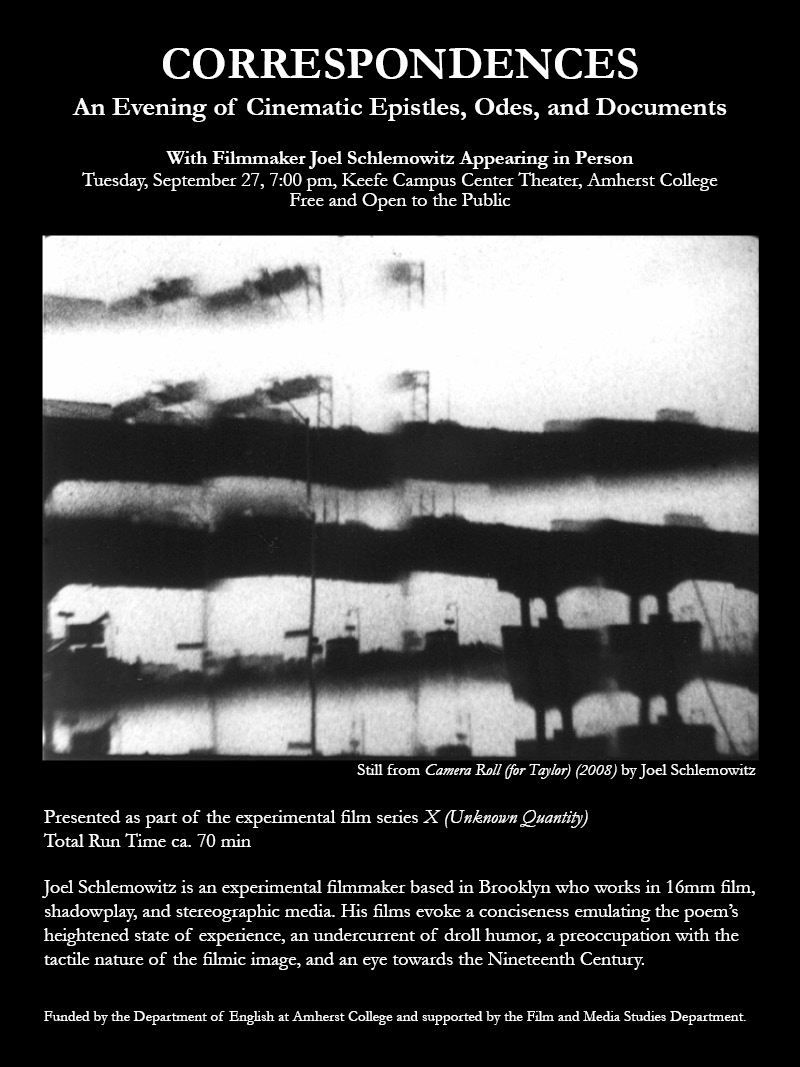 CORRESPONDENCES
An Evening of Cinematic Epistles, Odes, and Documents
With Filmmaker Joel Schlemowitz Appearing in Person
Tuesday, September 27, 7:00 pm, Keefe Campus Center Theater, Amherst College
Free and Open to the Public
Still from Camera Roll (for Taylor) (2008) by Joel Schlemowitz
Presented as part of the experimental film series X (Unknown Quantity)
Total Run Time ca. 70 min
Joel Schlemowitz is an experimental filmmaker based in Brooklyn who works in 16mm film,
shadowplay, and stereographic media. His films evoke a conciseness emulating the poem’s
heightened state of experience, an undercurrent of droll humor, a preoccupation with the
tactile nature of the filmic image, and an eye towards the Nineteenth Century.
Funded by the Department of English at Amherst College and supported by the Film and Media Studies Department.